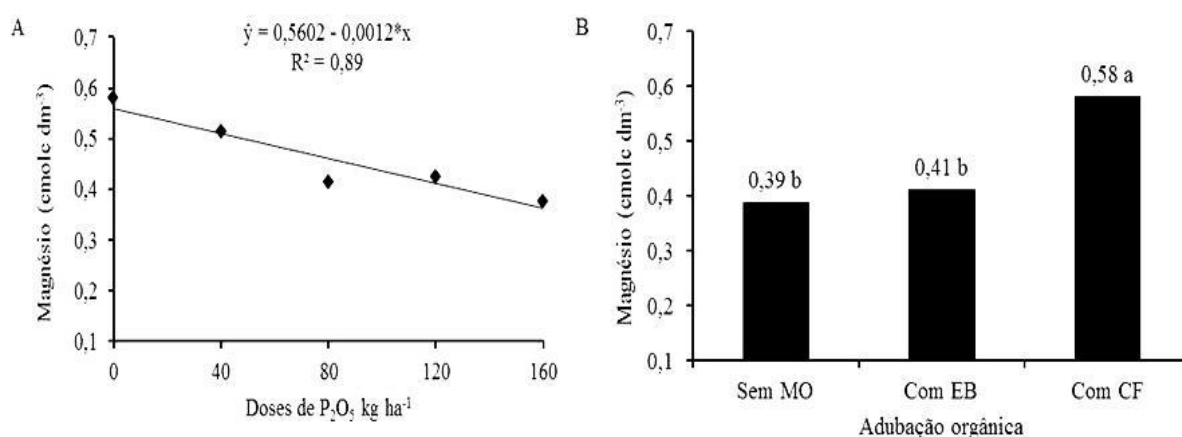 A
ŷ = 0,5602 - 0,0012*x
R² = 0,89
Magnésio (cmolc dm⁻³)
0,7
0,6
0,5
0,4
0,3
0,2
0,1
0 40 80 120 160
Doses de P₂O₅ kg ha⁻¹
B
Magnésio (cmolc dm⁻³)
0,7
0,6
0,5
0,4
0,3
0,2
0,1
0,39 b
0,41 b
0,58 a
Sem MO Com EB Com CF
Adubação orgânica